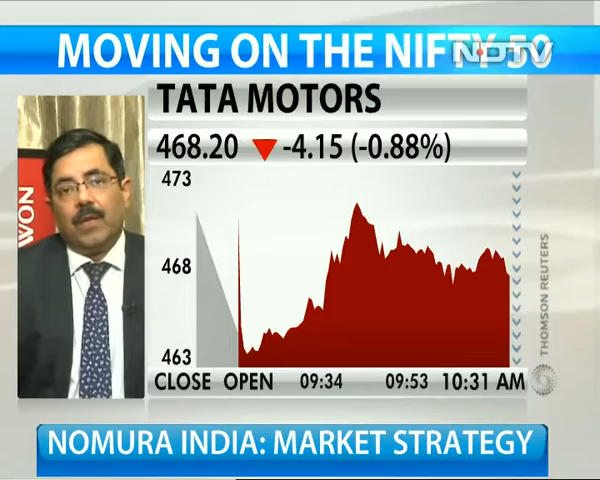 MOVING ON THE NIFTY 50
NDTV
TATA MOTORS
468.20 ▼ -4.15 (-0.88%)
473
468
463
CLOSE OPEN 09:34 09:53 10:31 AM
THOMSON REUTERS
WON
NOMURA INDIA: MARKET STRATEGY